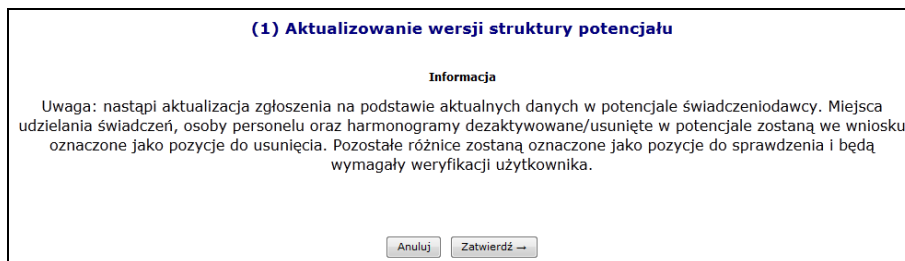 (1) Aktualizowanie wersji struktury potencjału
Informacja
Uwaga: nastąpi aktualizacja zgłoszenia na podstawie aktualnych danych w potencjale świadczeniodawcy. Miejsca
udzielania świadczeń, osoby personelu oraz harmonogramy dezaktywowane/usunięte w potencjale zostaną we wniosku
oznaczone jako pozycje do usunięcia. Pozostałe różnice zostaną oznaczone jako pozycje do sprawdzenia i będą
wymagały weryfikacji użytkownika.
Anuluj Zatwierdź →